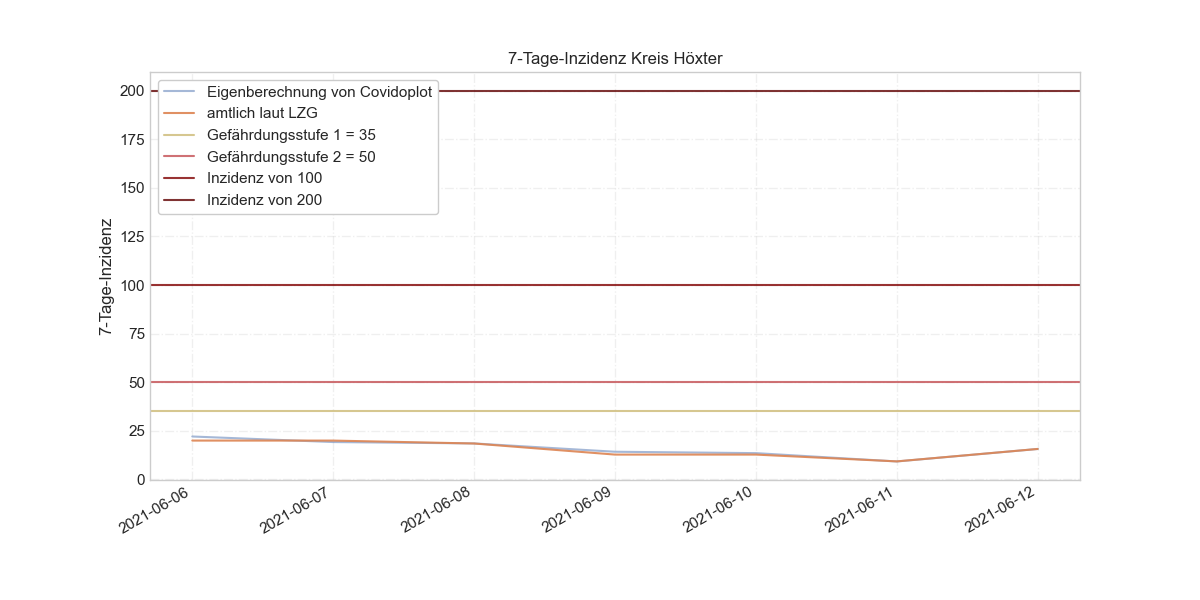 7-Tage-Inzidenz Kreis Höxter
Eigenberechnung von Covidoplot
amtlich laut LZG
Gefährdungsstufe 1 = 35
Gefährdungsstufe 2 = 50
Inzidenz von 100
Inzidenz von 200
7-Tage-Inzidenz
200
175
150
125
100
75
50
25
0
2021-06-06
2021-06-07
2021-06-08
2021-06-09
2021-06-10
2021-06-11
2021-06-12